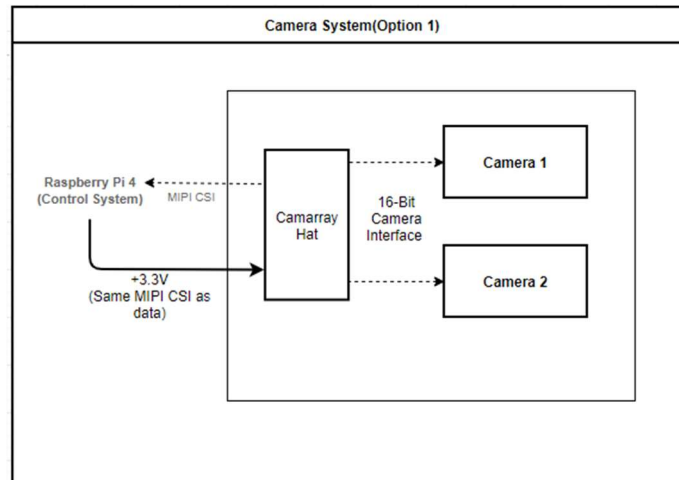 Camera System(Option 1)
Raspberry Pi 4
(Control System)
MIPI CSI
+3.3V
(Same MIPI CSI as
data)
Camarray
Hat
16-Bit
Camera
Interface
Camera 1
Camera 2